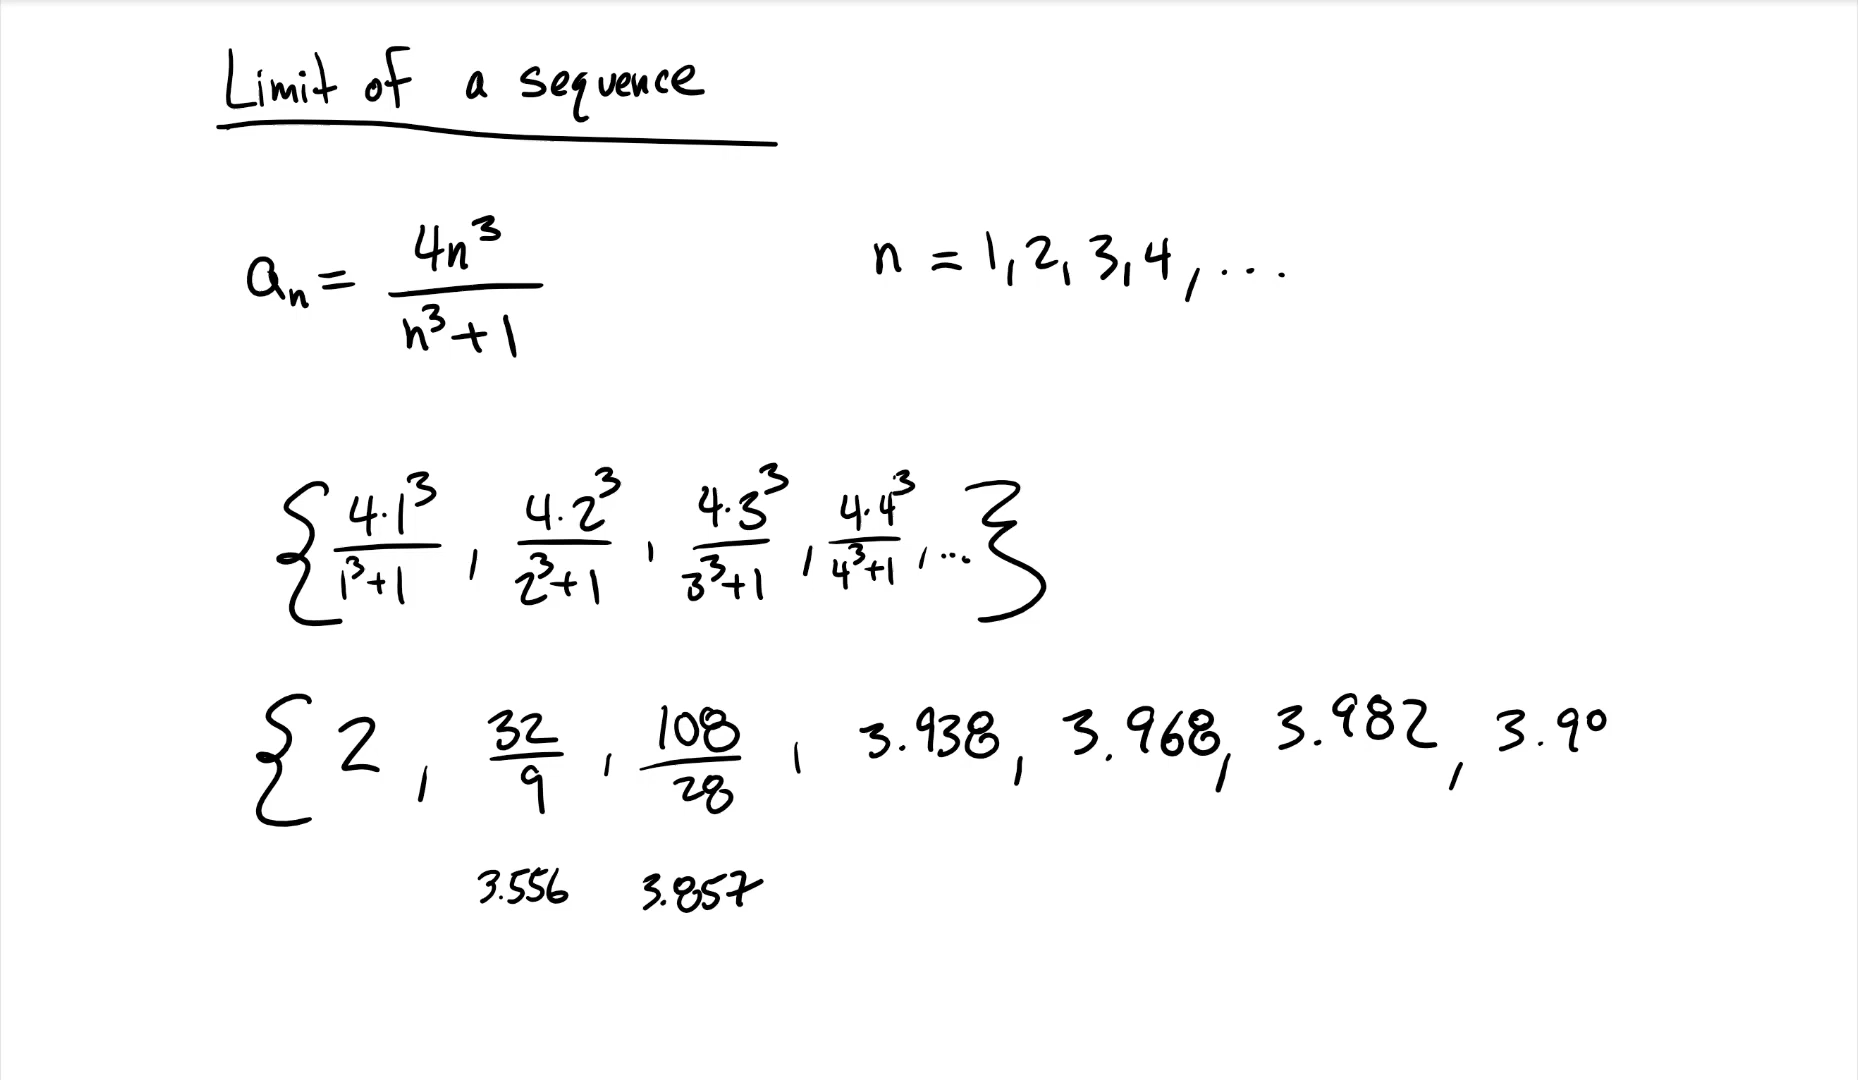 Limit of a sequence
aₙ = 4n³/(n³+1)    n = 1, 2, 3, 4, ...
{ 4·1³/(1³+1), 4·2³/(2³+1), 4·3³/(3³+1), 4·4³/(4³+1), ... }
{ 2, 32/9, 108/28, 3.938, 3.968, 3.982, 3.90
3.556 3.857